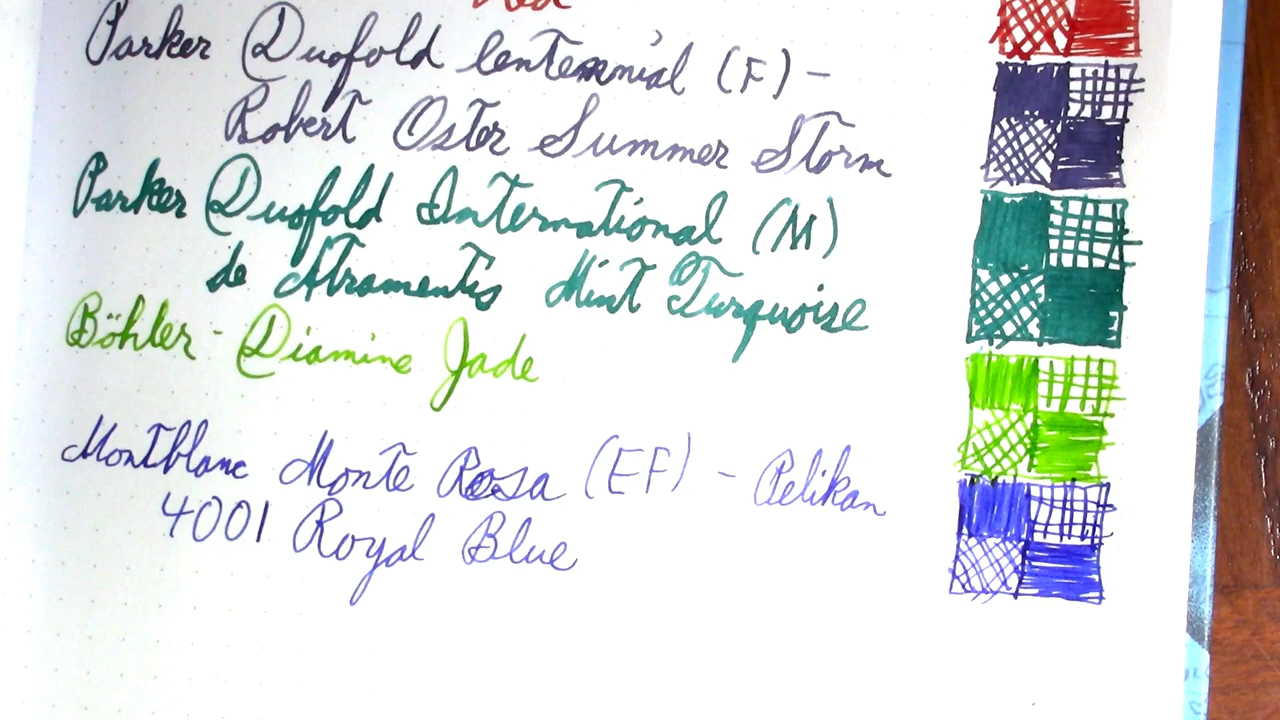 Red
Parker Duofold Centennial (F) –
Robert Oster Summer Storm
Parker Duofold International (M)
de Atramentis Mint Turquoise
Böhler - Diamine Jade
Montblanc Monte Rosa (EF) – Pelikan
4001 Royal Blue